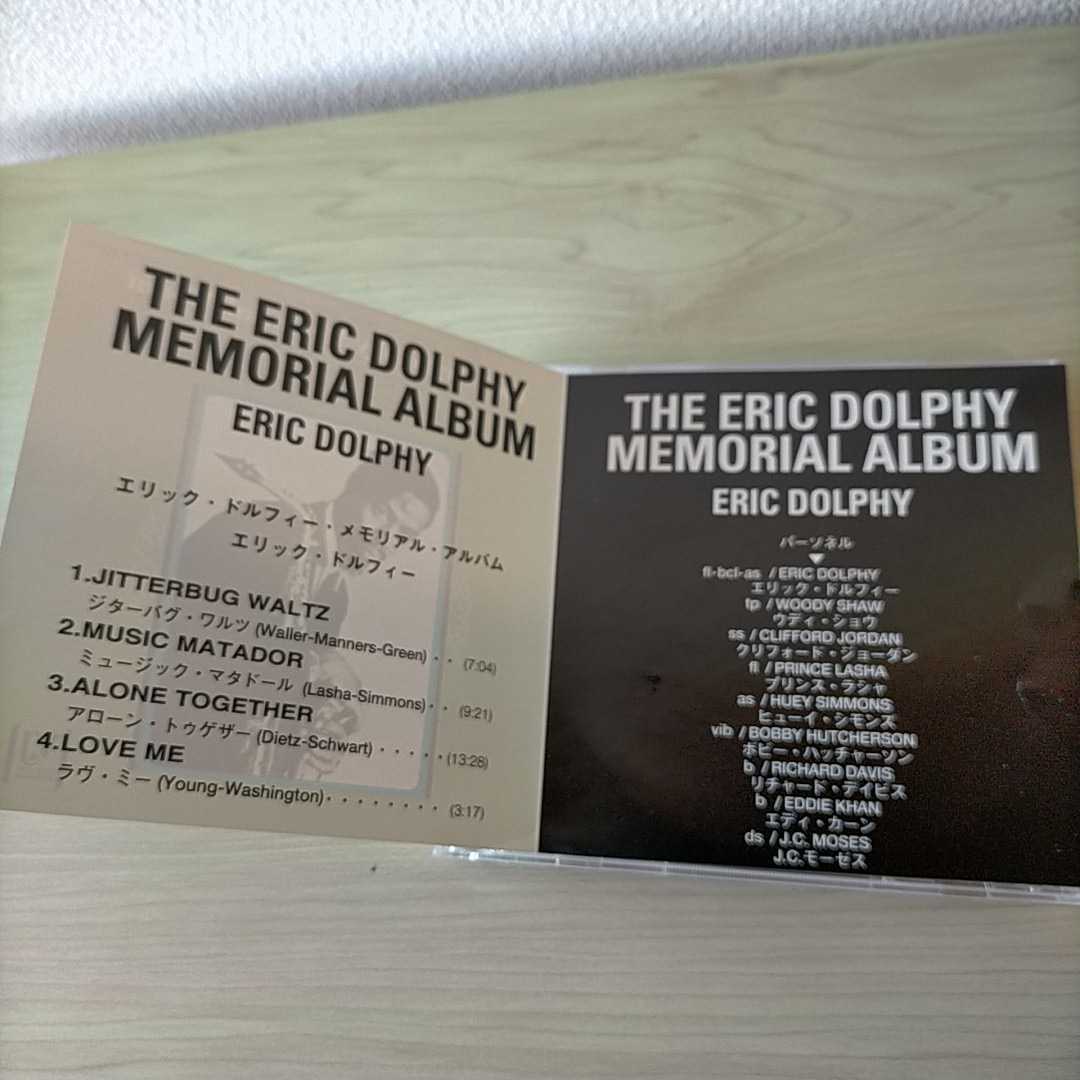 THE ERIC DOLPHY
MEMORIAL ALBUM
ERIC DOLPHY
エリック・ドルフィー・メモリアル・アルバム
エリック・ドルフィー
1.JITTERBUG WALTZ
ジターバグ・ワルツ (Waller-Manners-Green)・・(7:04)
2.MUSIC MATADOR
ミュージック・マタドール (Lasha-Simmons)・・(9:21)
3.ALONE TOGETHER
アローン・トゥゲザー (Dietz-Schwart)・・・・・(13:28)
4.LOVE ME
ラヴ・ミー (Young-Washington)・・・・・・・・(3:17)
THE ERIC DOLPHY
MEMORIAL ALBUM
ERIC DOLPHY
パーソネル
▼
fl-bcl-as / ERIC DOLPHY
エリック・ドルフィー
tp / WOODY SHAW
ウディ・ショウ
ss / CLIFFORD JORDAN
クリフォード・ジョーダン
fl / PRINCE LASHA
プリンス・ラシャ
as / HUEY SIMMONS
ヒューイ・シモンズ
vib / BOBBY HUTCHERSON
ボビー・ハッチャーソン
b / RICHARD DAVIS
リチャード・デイビス
b / EDDIE KHAN
エディ・カーン
ds / J.C. MOSES
J.C.モーゼス